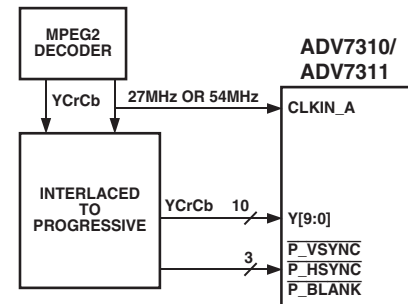 MPEG2
DECODER
YCrCb
27MHz OR 54MHz
INTERLACED
TO
PROGRESSIVE
YCrCb
10
3
ADV7310/
ADV7311
CLKIN_A
Y[9:0]
P_VSYNC
P_HSYNC
P_BLANK